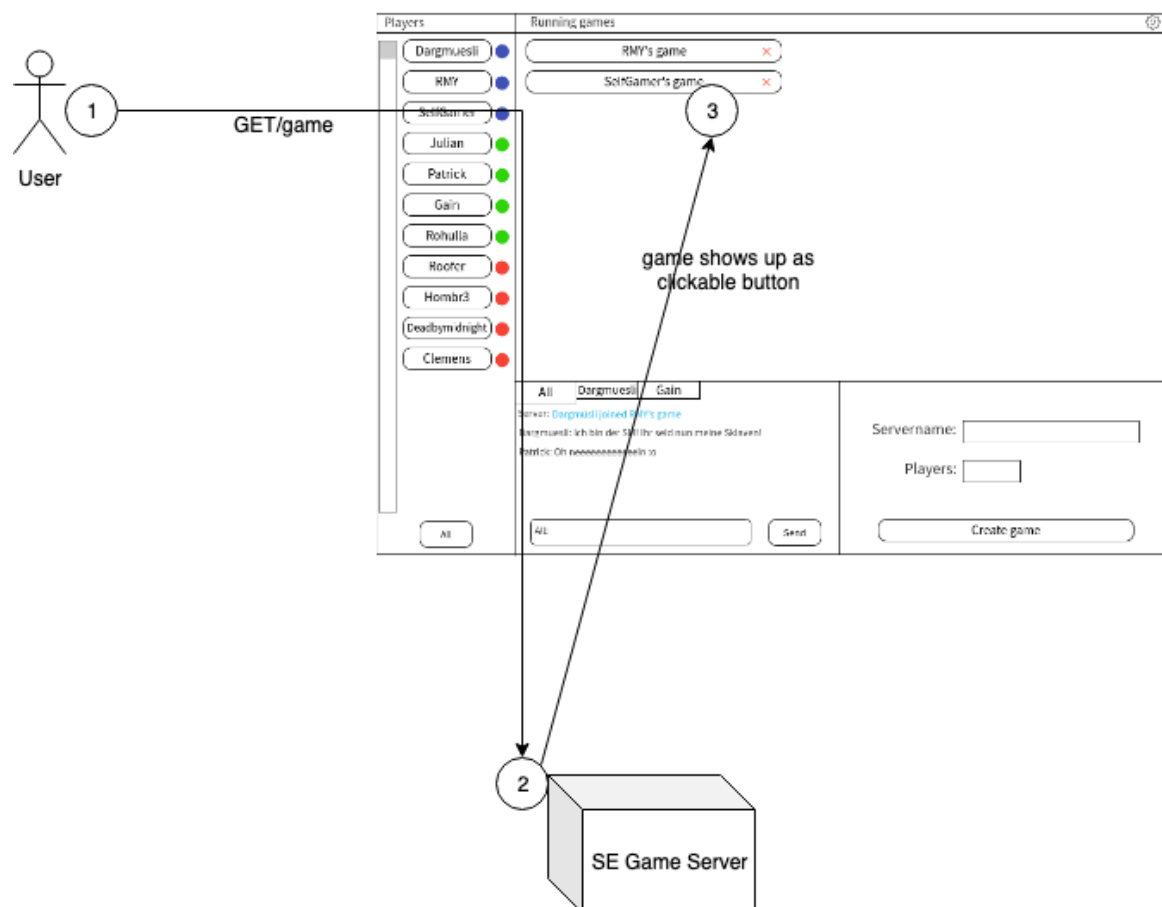 Players
Running games
Dargmuesli
RMY
SelfGamer
Julian
Patrick
Gain
Rohulla
Roofer
Hombr3
Deadbymidnight
Clemens
All
RMY's game
×
SelfGamer's game
×
1
GET/game
User
3
game shows up as
clickable button
All
Dargmuesli
Gain
Server: Dargmüsli joined RMY's game
Dargmuesli: Ich bin der Ihr seid nun meine Sklaven!
Patrick: Oh neeeeeeeeeeeein :o
All:
Send
Servername:
Players:
Create game
2
SE Game Server